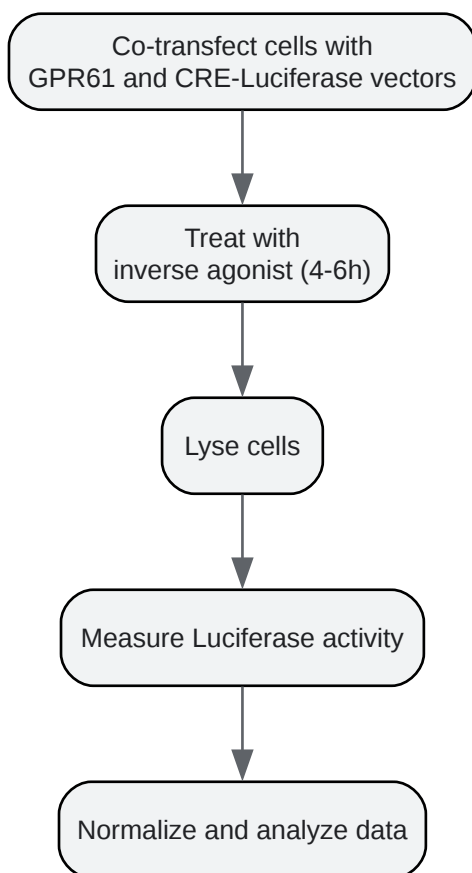 Co-transfect cells with
GPR61 and CRE-Luciferase vectors
Treat with
inverse agonist (4-6h)
Lyse cells
Measure Luciferase activity
Normalize and analyze data